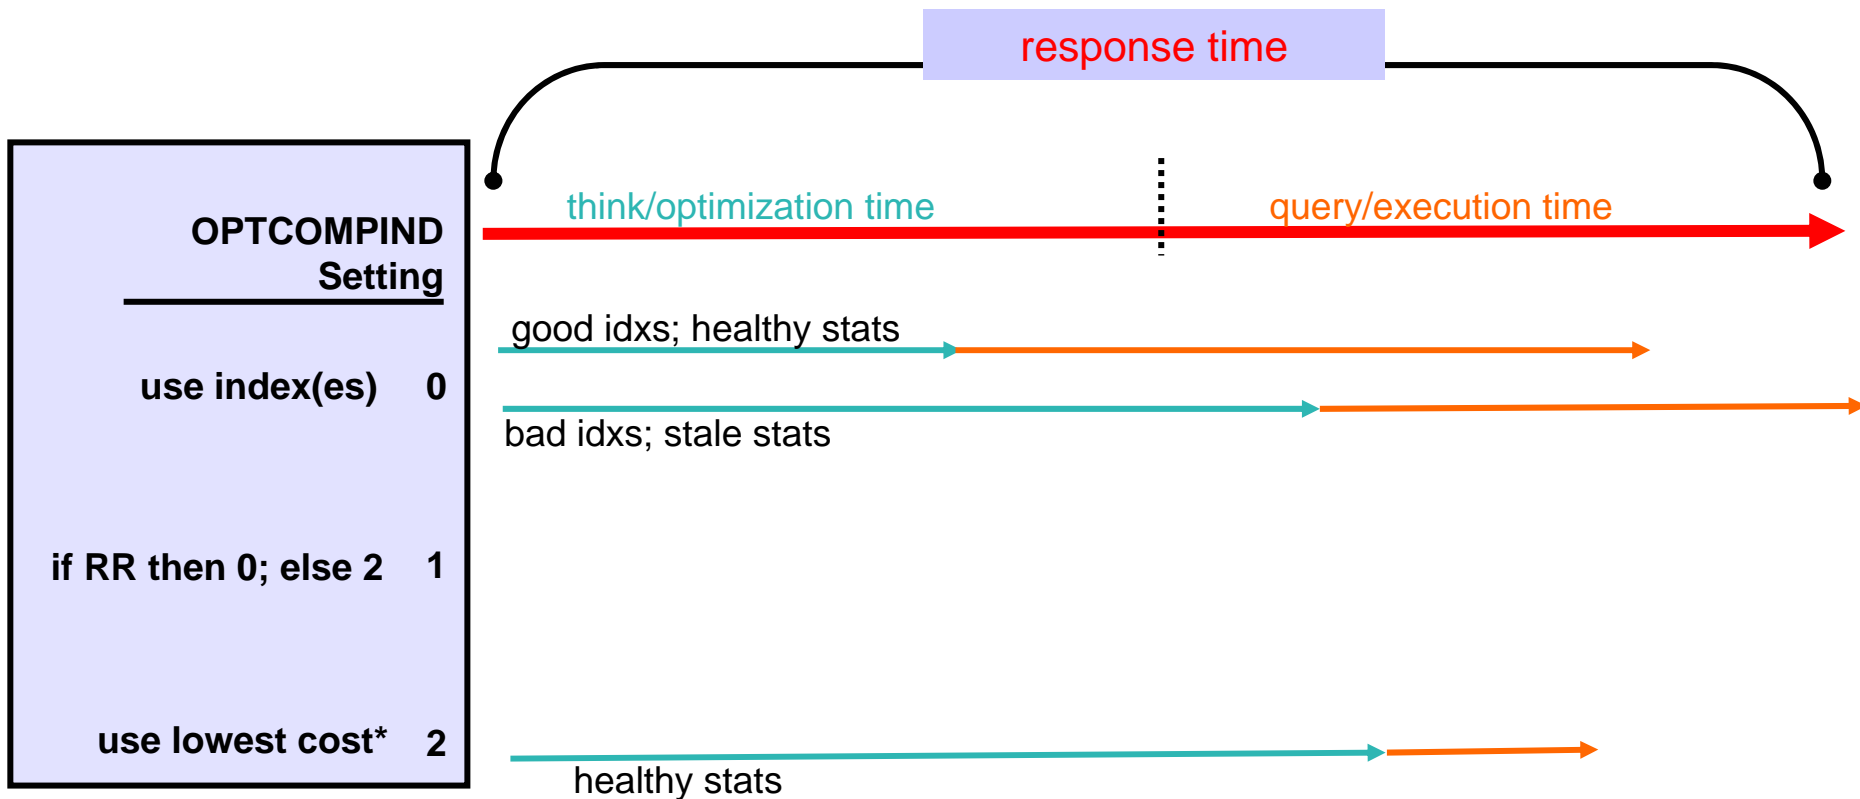 response time
think/optimization time
query/execution time
OPTCOMPIND
Setting
good idxs; healthy stats
use index(es) 0
bad idxs; stale stats
if RR then 0; else 2 1
use lowest cost* 2
healthy stats